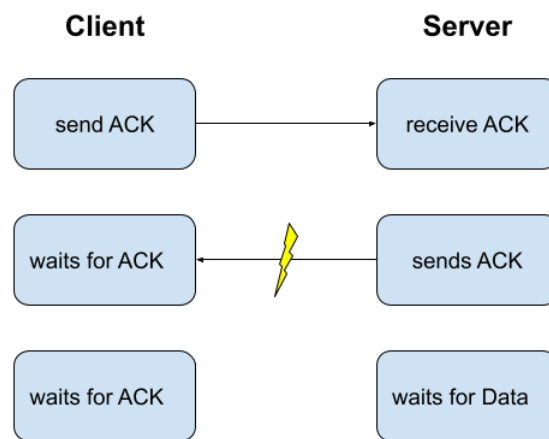 Client Server
send ACK receive ACK
waits for ACK sends ACK
waits for ACK waits for Data